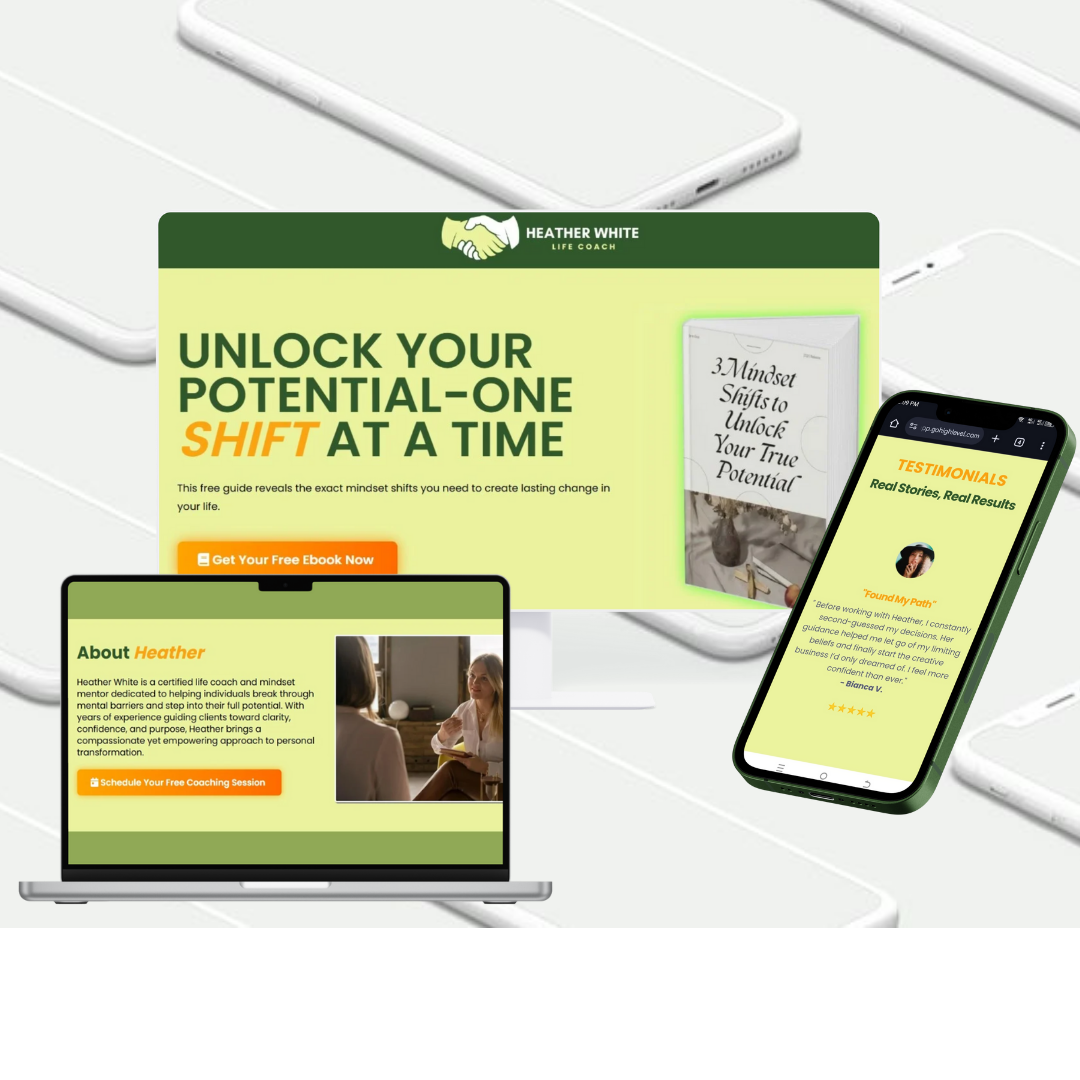 HEATHER WHITE
LIFE COACH
UNLOCK YOUR
POTENTIAL-ONE
SHIFT AT A TIME
This free guide reveals the exact mindset shifts you need to create lasting change in
your life.
Get Your Free Ebook Now
3 Mindset
Shifts to
Unlock
Your True
Potential
About Heather
Heather White is a certified life coach and mindset
mentor dedicated to helping individuals break through
mental barriers and step into their full potential. With
years of experience guiding clients toward clarity,
confidence, and purpose, Heather brings a
compassionate yet empowering approach to personal
transformation.
Schedule Your Free Coaching Session
:09 PM
p.gohighlevel.com
TESTIMONIALS
Real Stories, Real Results
"Found My Path"
"Before working with Heather, I constantly
second-guessed my decisions. Her
guidance helped me let go of my limiting
beliefs and finally start the creative
business I'd only dreamed of. I feel more
confident than ever."
- Bianca V.